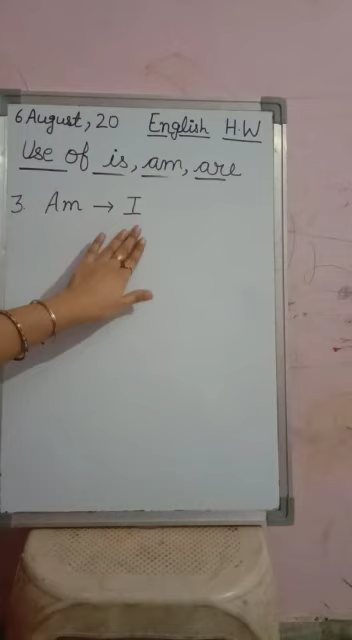 6 August, 20 English H.W
Use of is, am, are
3. Am → I